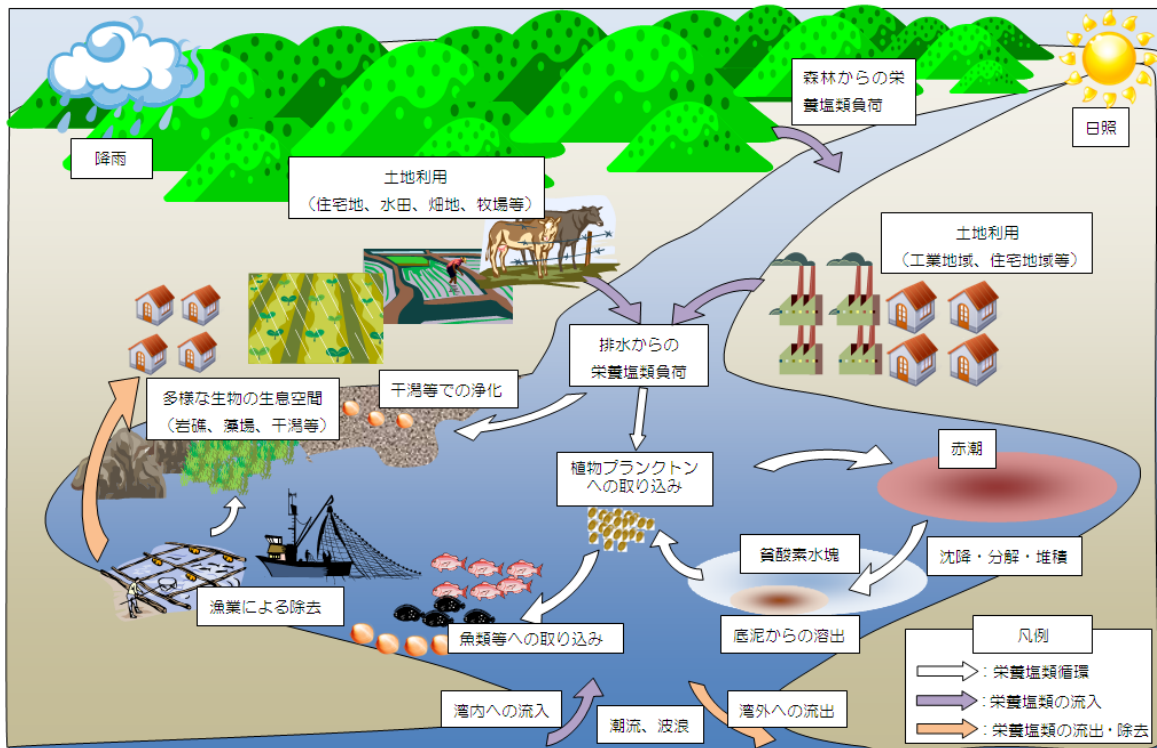 森林からの栄
養塩類負荷
日照
降雨
土地利用
（住宅地、水田、畑地、牧場等）
土地利用
（工業地域、住宅地域等）
排水からの
栄養塩類負荷
干潟等での浄化
多様な生物の生息空間
（岩礁、藻場、干潟等）
植物プランクトン
への取り込み
赤潮
貧酸素水塊
沈降・分解・堆積
漁業による除去
魚類等への取り込み
底泥からの溶出
凡例
：栄養塩類循環
：栄養塩類の流入
：栄養塩類の流出・除去
湾内への流入
潮流、波浪
湾外への流出